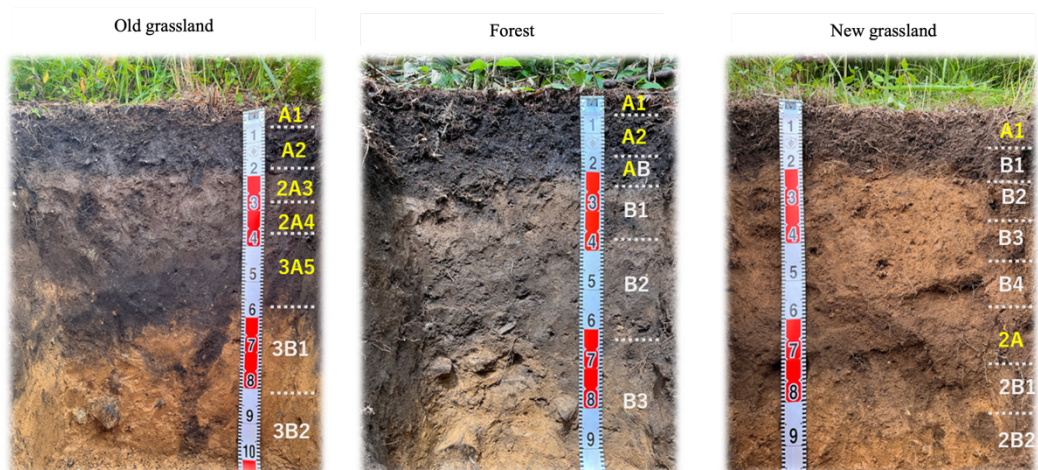 Old grassland
Forest
New grassland
A1
A2
2A3
2A4
3A5
3B1
3B2
1
2
3
4
5
6
7
8
9
10
A1
A2
AB
B1
B2
B3
1
2
3
4
5
6
7
8
9
A1
B1
B2
B3
B4
2A
2B1
2B2
1
2
3
4
5
6
7
8
9